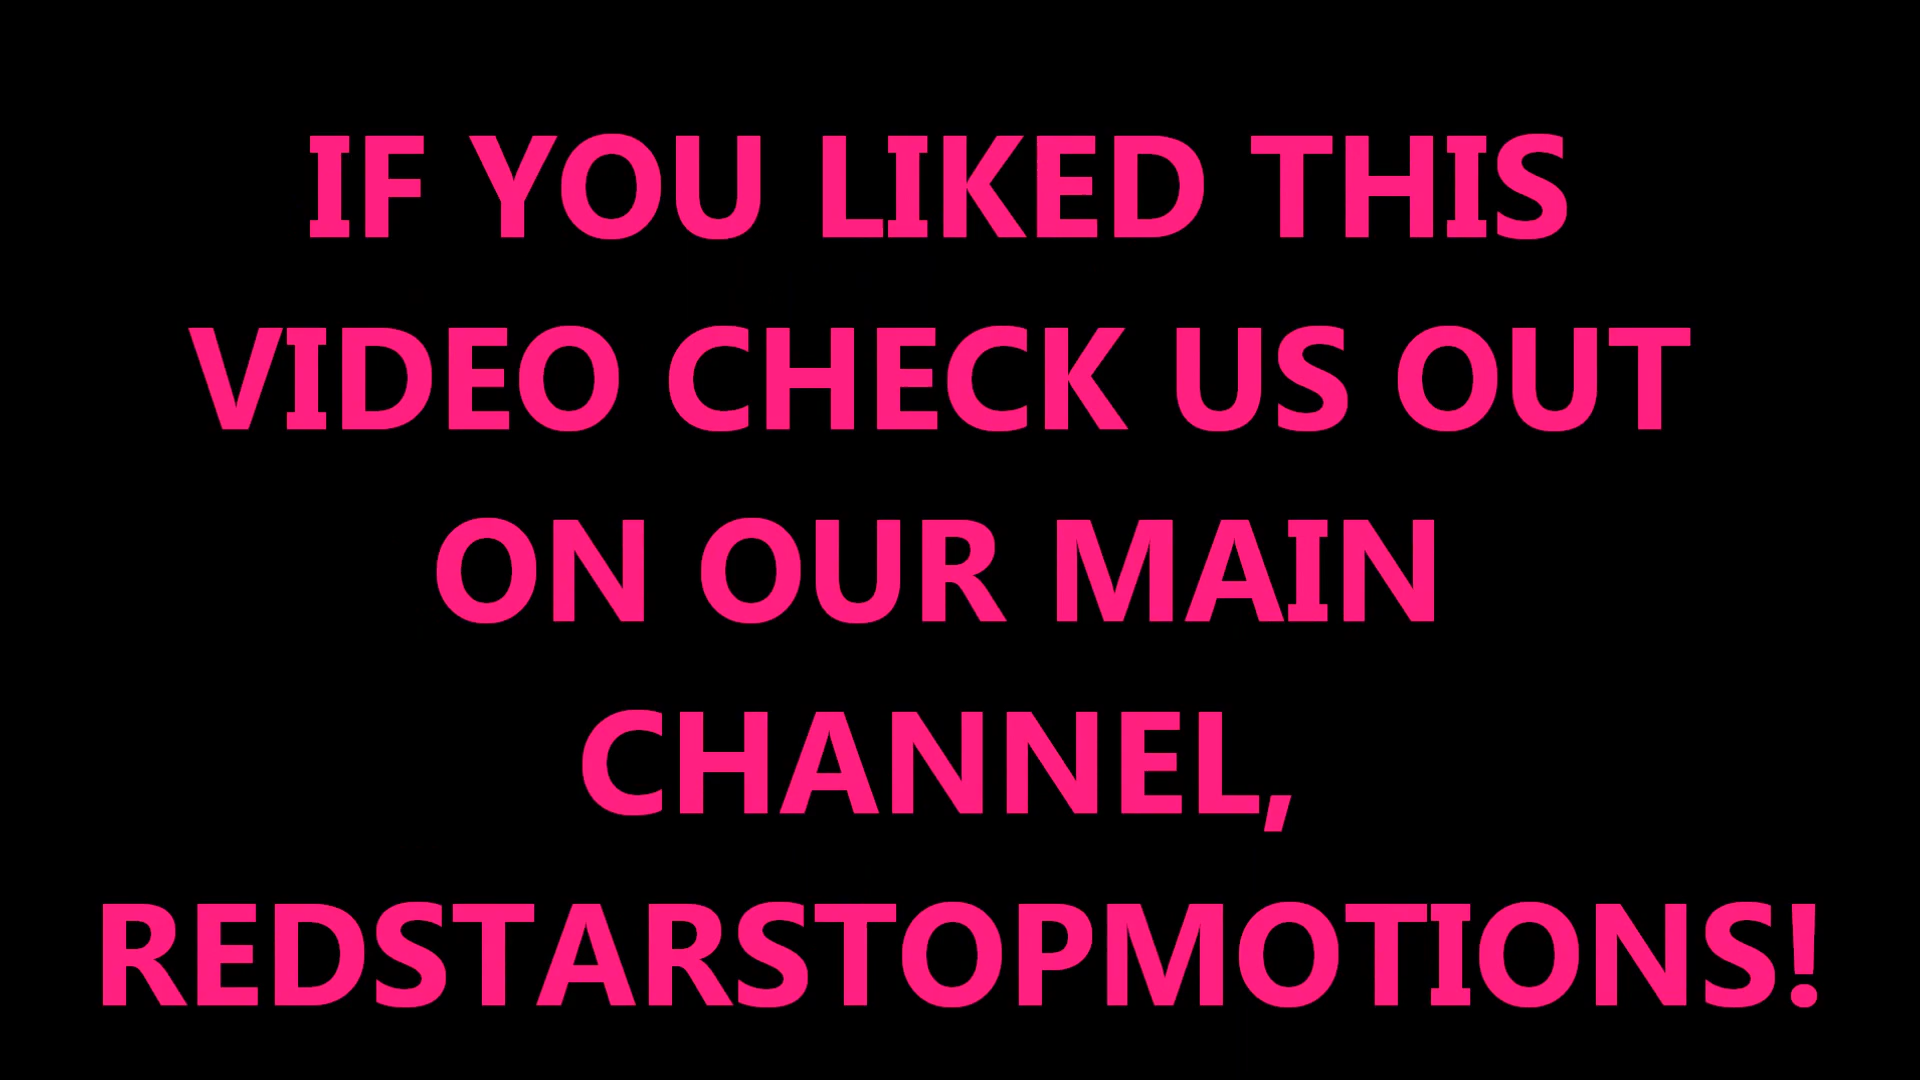 IF YOU LIKED THIS
VIDEO CHECK US OUT
ON OUR MAIN
CHANNEL,
REDSTARSTOPMOTIONS!